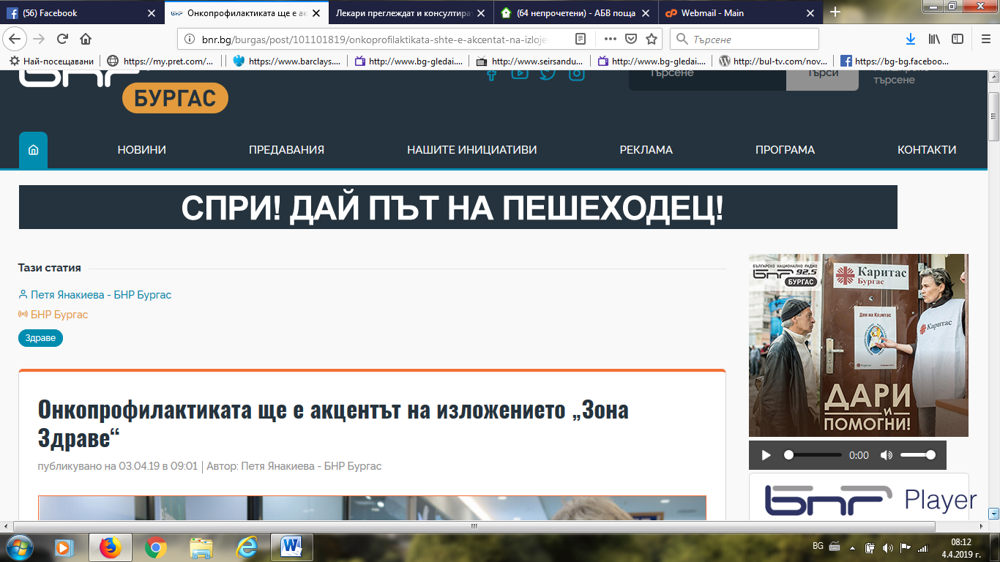 (56) Facebook
Онкопрофилактиката ще е ак
Лекари преглеждат и консултират
(64 непрочетени) - АБВ поща
Webmail - Main
bnr.bg/burgas/post/101101819/onkoprofilaktikata-shte-e-akcentat-na-izloje
Търсене
Най-посещавани
https://my.pret.com/...
https://www.barclays....
http://www.bg-gledai....
http://www.seirsandu...
http://www.bg-gledai....
http://bul-tv.com/nov...
https://bg-bg.faceboo...
БНР
БУРГАС
Търсене
Търси
Разширено
търсене
НОВИНИ
ПРЕДАВАНИЯ
НАШИТЕ ИНИЦИАТИВИ
РЕКЛАМА
ПРОГРАМА
КОНТАКТИ
СПРИ! ДАЙ ПЪТ НА ПЕШЕХОДЕЦ!
Тази статия
Петя Янакиева - БНР Бургас
БНР Бургас
Здраве
Онкопрофилактиката ще е акцентът на изложението „Зона
Здраве“
публикувано на 03.04.19 в 09:01 | Автор: Петя Янакиева - БНР Бургас
БЪЛГАРСКО НАЦИОНАЛНО РАДИО
БНР 92.5
БУРГАС
Каритас
Бургас
Ден на Каритас
Каритас
Каритас
ДАРИ
И
ПОМОГНИ!
0:00
БНР Player
BG
08:12
4.4.2019 г.